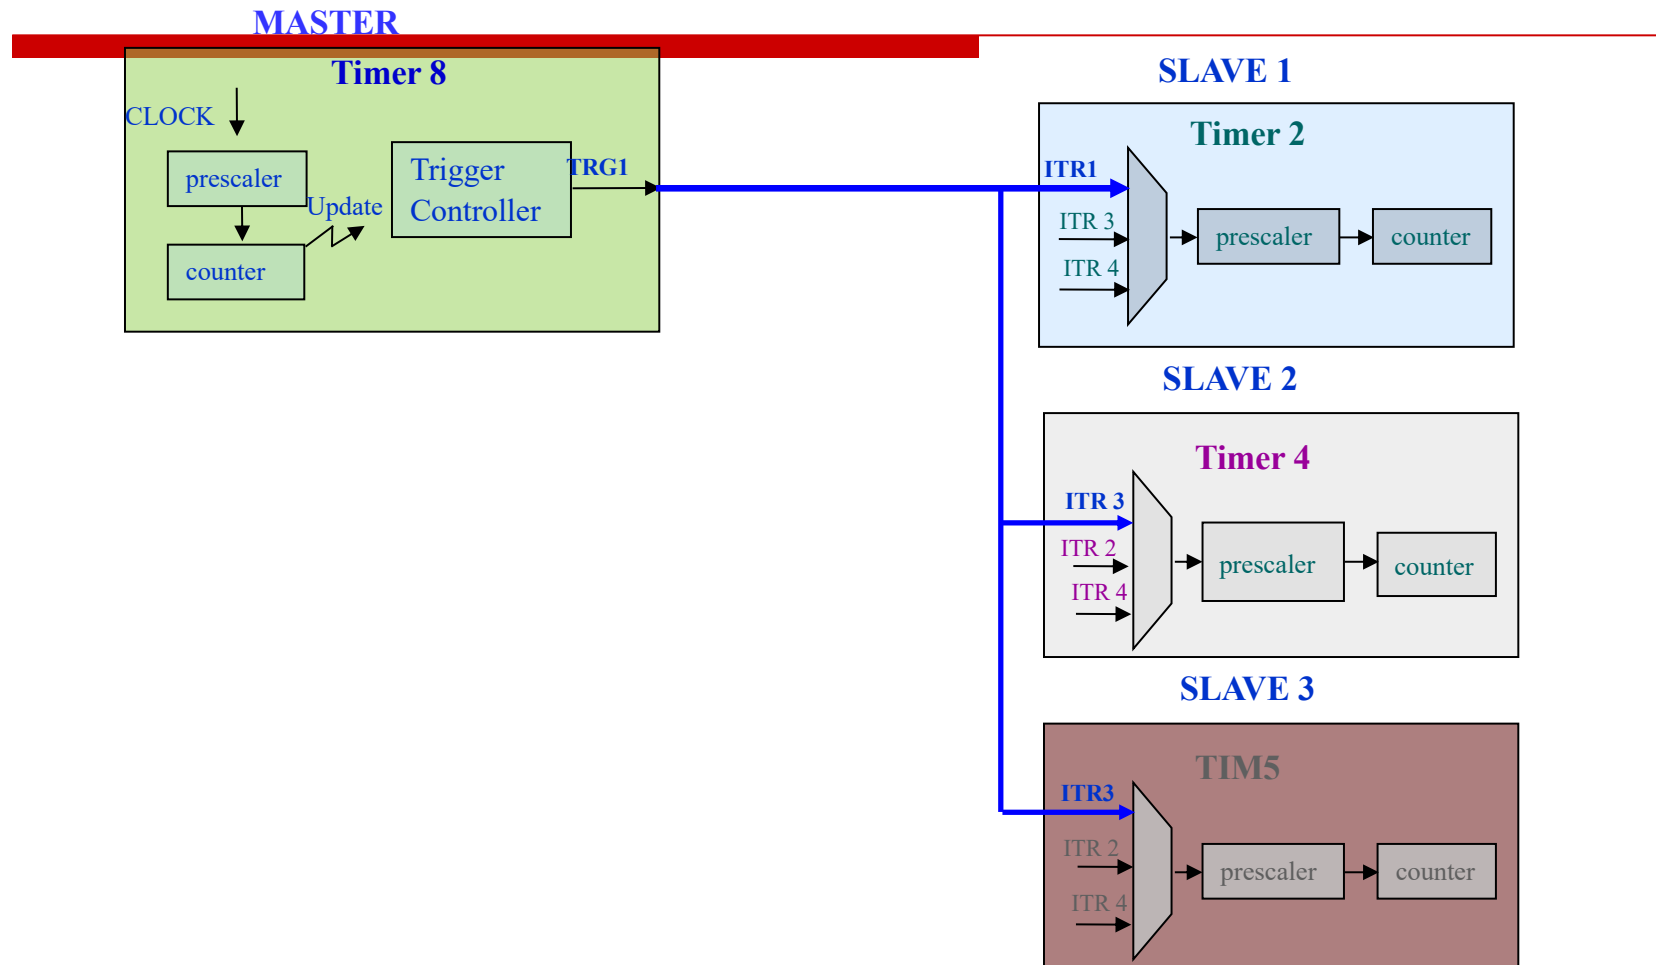 MASTER
Timer 8
CLOCK
prescaler
Update
counter
Trigger
Controller
TRG1
SLAVE 1
Timer 2
ITR1
ITR 3
ITR 4
prescaler
counter
SLAVE 2
Timer 4
ITR 3
ITR 2
ITR 4
prescaler
counter
SLAVE 3
TIM5
ITR3
ITR 2
ITR 4
prescaler
counter